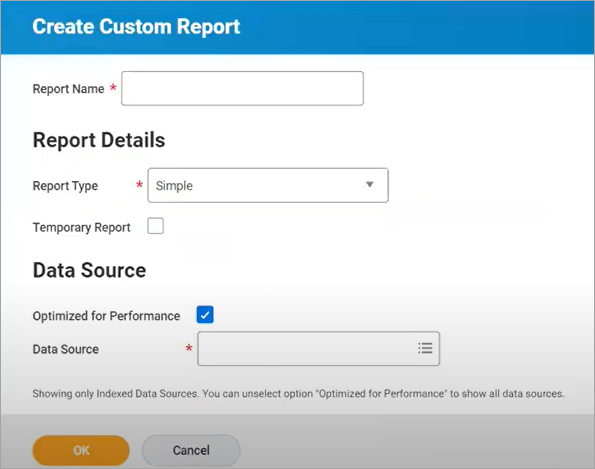 Create Custom Report
Report Name *
Report Details
Report Type * Simple
Temporary Report
Data Source
Optimized for Performance
Data Source *
Showing only Indexed Data Sources. You can unselect option "Optimized for Performance" to show all data sources.
OK Cancel